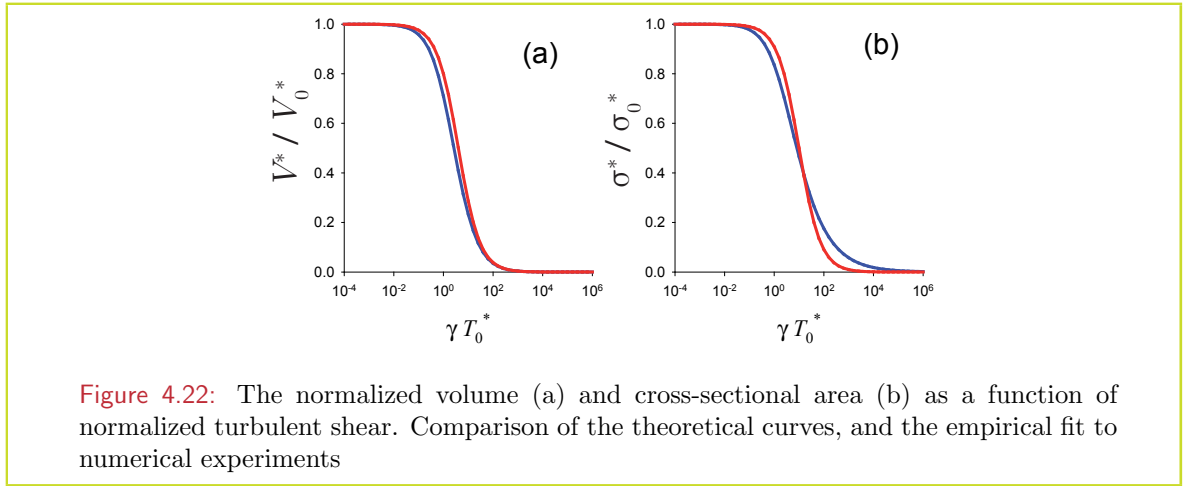 (a)
V* / V₀*
1.0
0.8
0.6
0.4
0.2
0.0
10⁻⁴ 10⁻² 10⁰ 10² 10⁴ 10⁶
γ T₀*
(b)
σ* / σ₀*
1.0
0.8
0.6
0.4
0.2
0.0
10⁻⁴ 10⁻² 10⁰ 10² 10⁴ 10⁶
γ T₀*
Figure 4.22: The normalized volume (a) and cross-sectional area (b) as a function of
normalized turbulent shear. Comparison of the theoretical curves, and the empirical fit to
numerical experiments